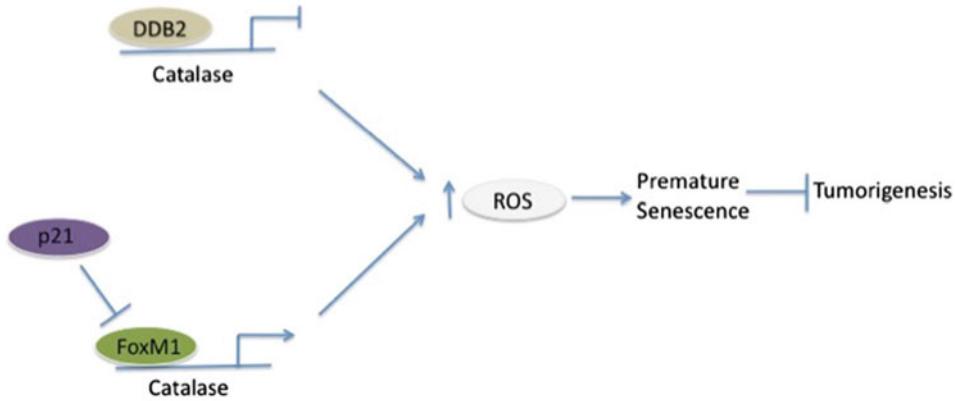 DDB2
Catalase
ROS
Premature
Senescence
Tumorigenesis
p21
FoxM1
Catalase